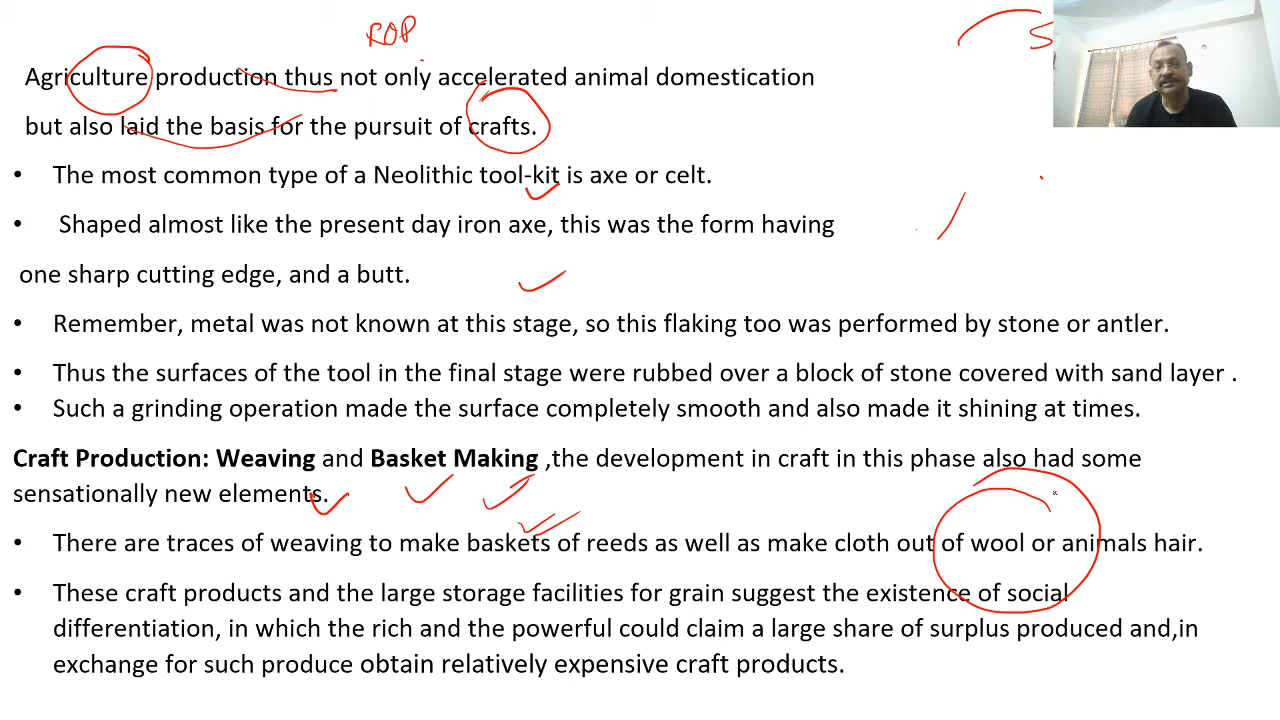 ROP
S
Agriculture production thus not only accelerated animal domestication
but also laid the basis for the pursuit of crafts.
• The most common type of a Neolithic tool-kit is axe or celt.
• Shaped almost like the present day iron axe, this was the form having
one sharp cutting edge, and a butt.
• Remember, metal was not known at this stage, so this flaking too was performed by stone or antler.
• Thus the surfaces of the tool in the final stage were rubbed over a block of stone covered with sand layer .
• Such a grinding operation made the surface completely smooth and also made it shining at times.
Craft Production: Weaving and Basket Making ,the development in craft in this phase also had some
sensationally new elements.
• There are traces of weaving to make baskets of reeds as well as make cloth out of wool or animals hair.
• These craft products and the large storage facilities for grain suggest the existence of social
differentiation, in which the rich and the powerful could claim a large share of surplus produced and,in
exchange for such produce obtain relatively expensive craft products.